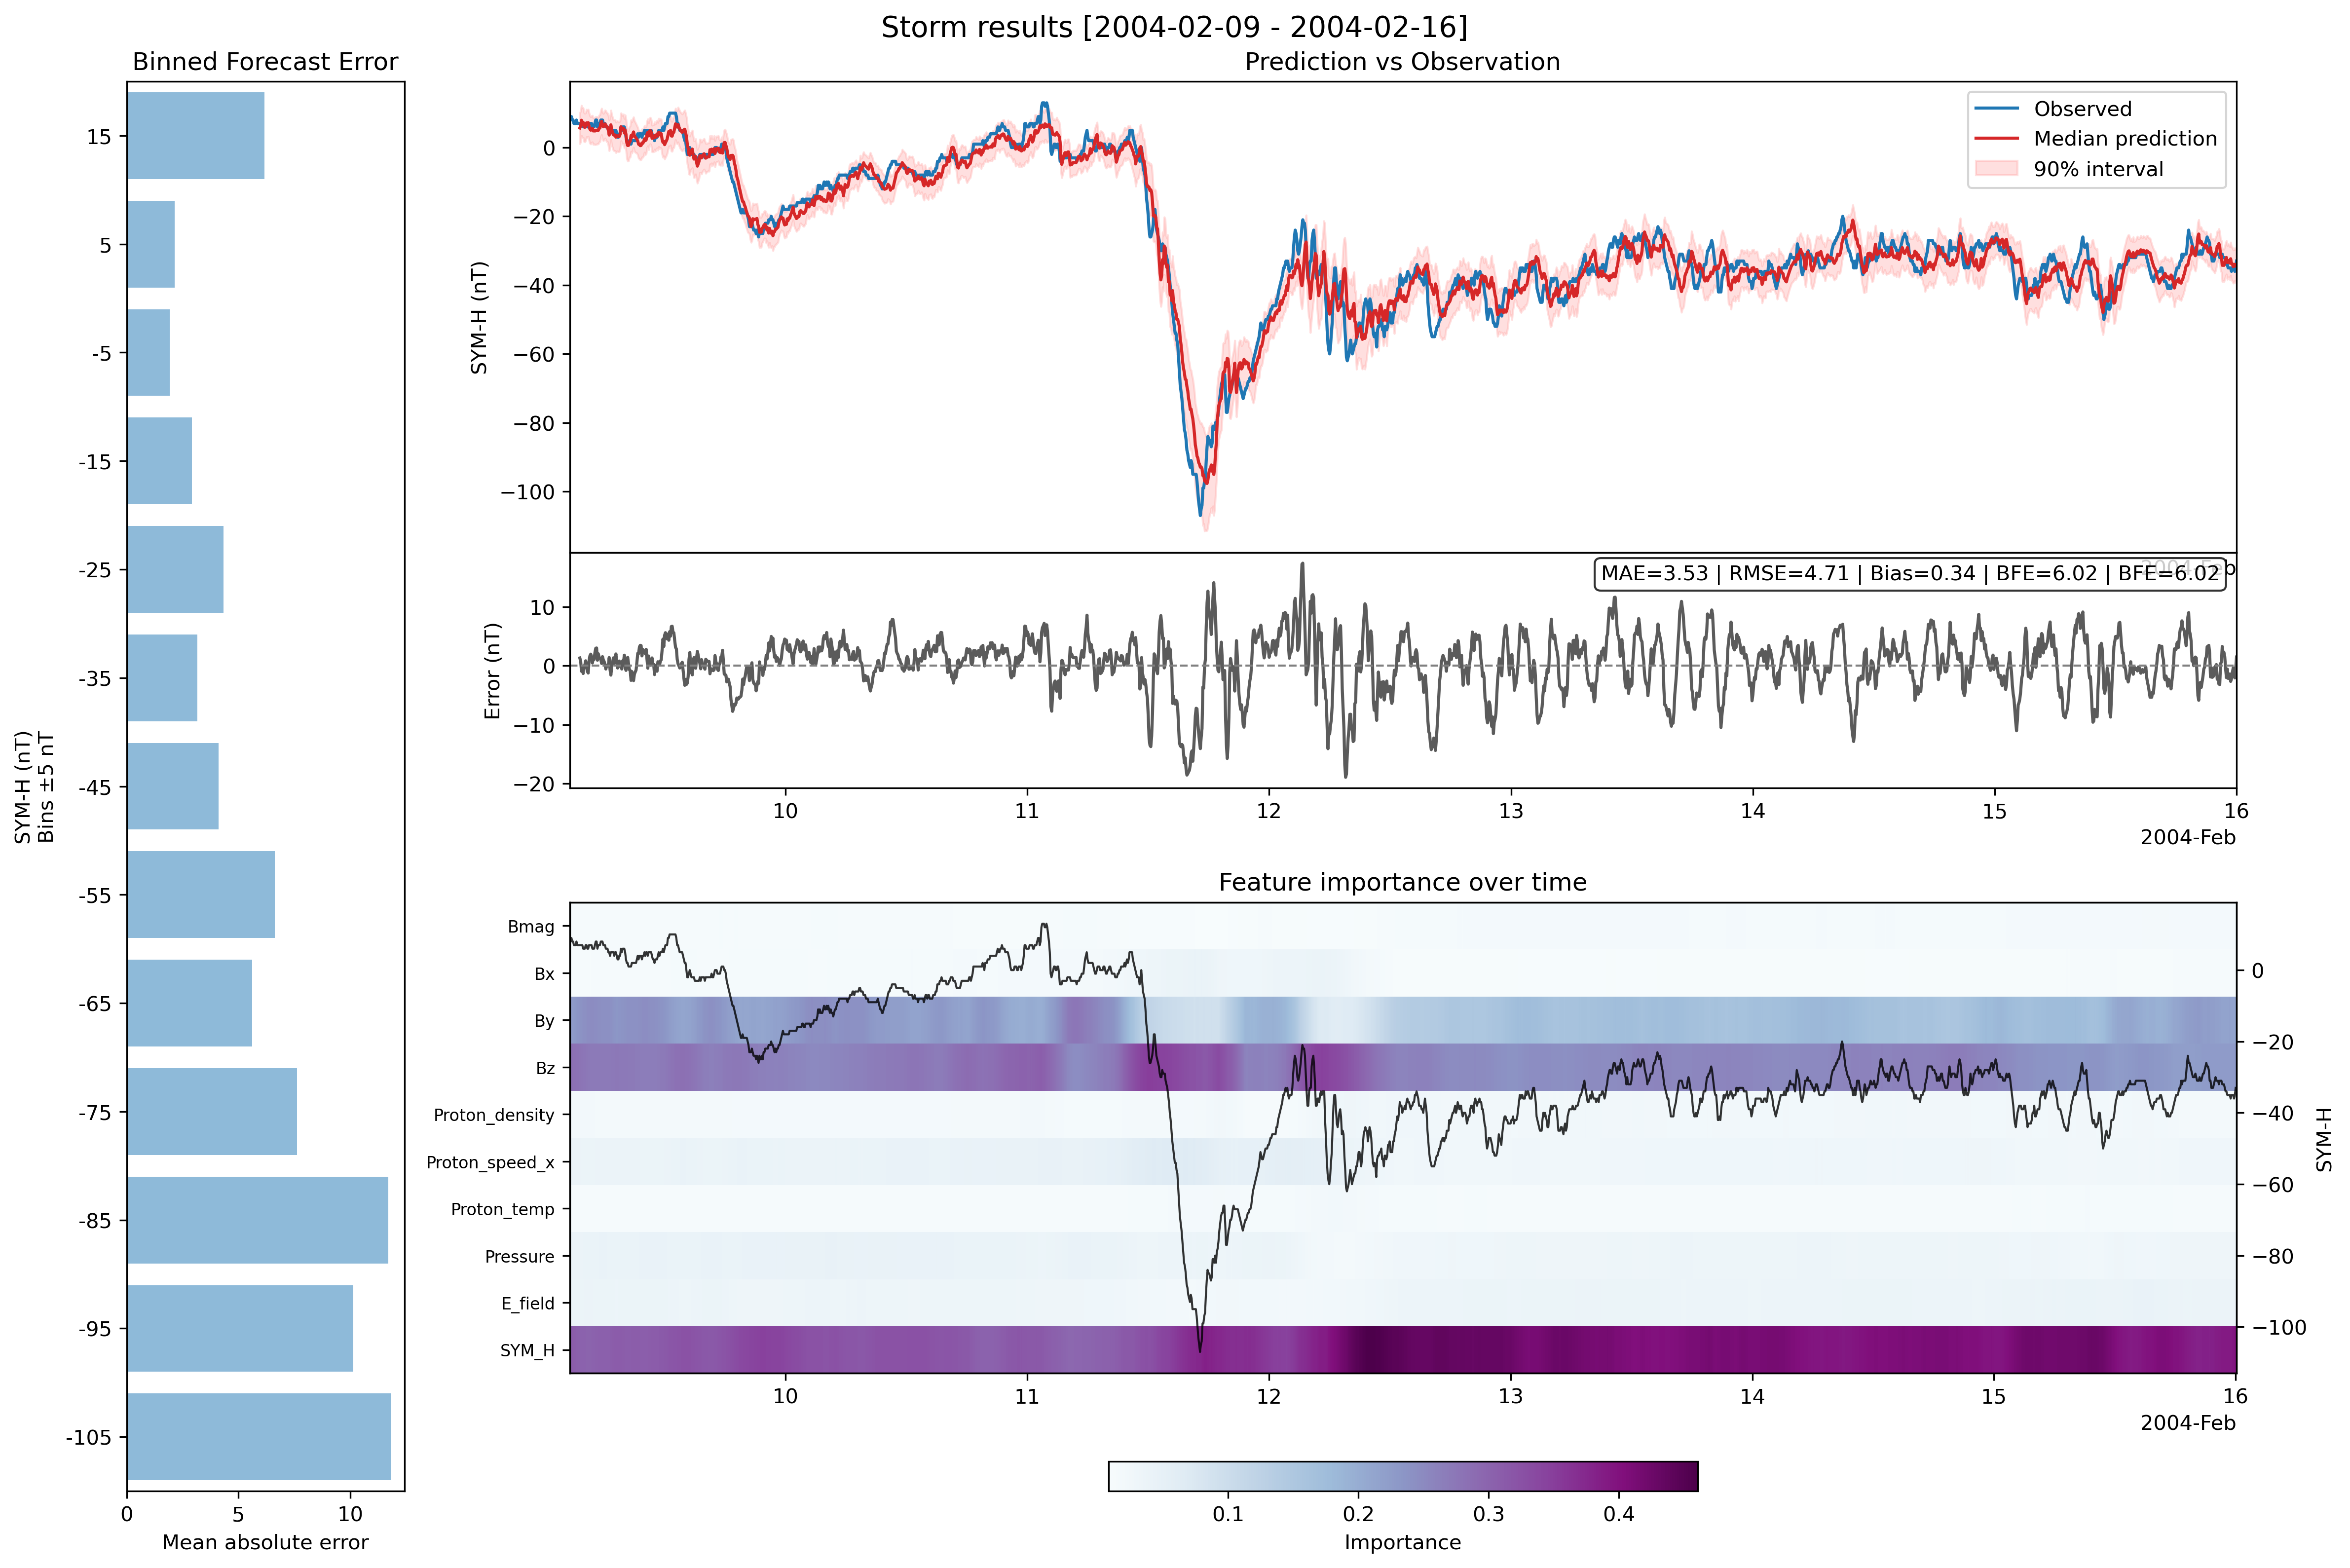 Storm results [2004-02-09 - 2004-02-16]
Binned Forecast Error
15
5
-5
-15
-25
-35
-45
-55
-65
-75
-85
-95
-105
SYM-H (nT)
Bins ±5 nT
0 5 10
Mean absolute error
Prediction vs Observation
Observed
Median prediction
90% interval
0
−20
−40
−60
−80
−100
SYM-H (nT)
2004-Feb
MAE=3.53 | RMSE=4.71 | Bias=0.34 | BFE=6.02 | BFE=6.02
10
0
−10
−20
Error (nT)
10 11 12 13 14 15 16
2004-Feb
Feature importance over time
Bmag
Bx
By
Bz
Proton_density
Proton_speed_x
Proton_temp
Pressure
E_field
SYM_H
0
−20
−40
−60
−80
−100
SYM-H
10 11 12 13 14 15 16
2004-Feb
0.1 0.2 0.3 0.4
Importance